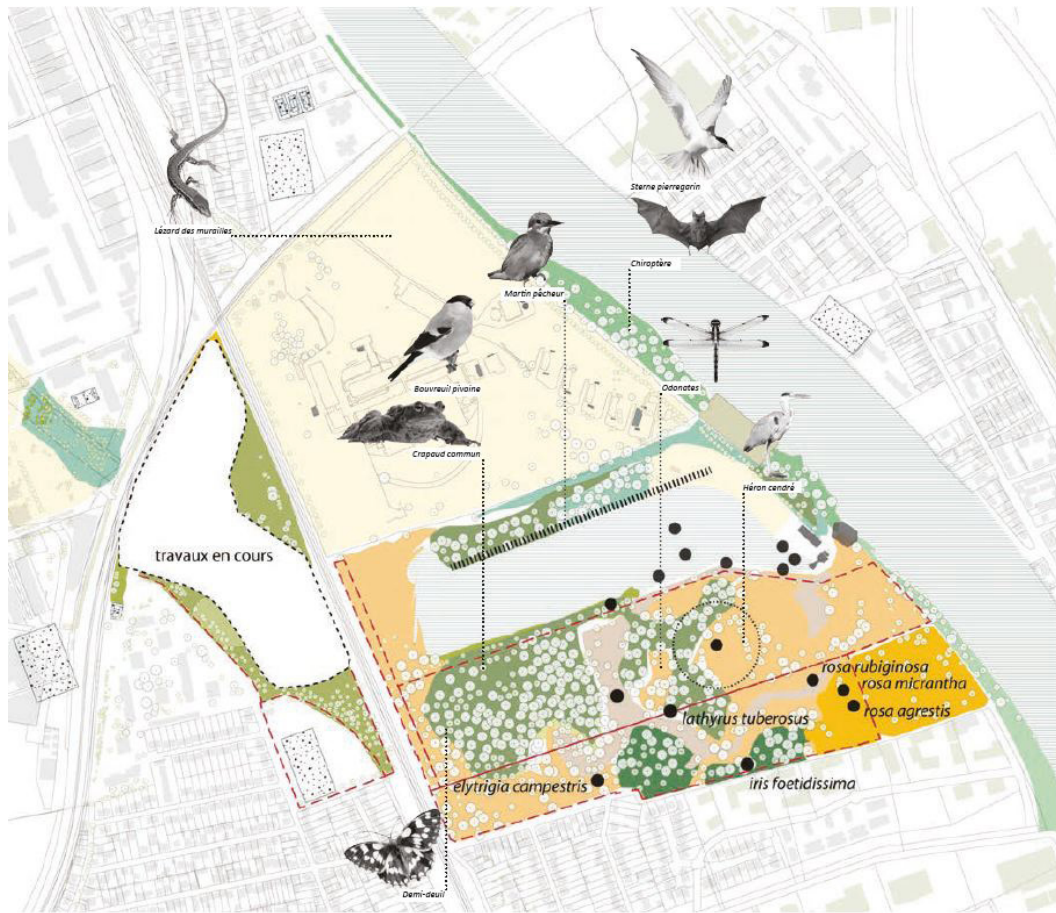 Sterne pierregarin
Lézard des murailles
Chiroptère
Martin pêcheur
Bouvreuil pivoine
Odonates
Crapaud commun
Héron cendré
travaux en cours
rosa rubiginosa
rosa micrantha
rosa agrestis
lathyrus tuberosus
elytrigia campestris
iris foetidissima
Demi-deuil